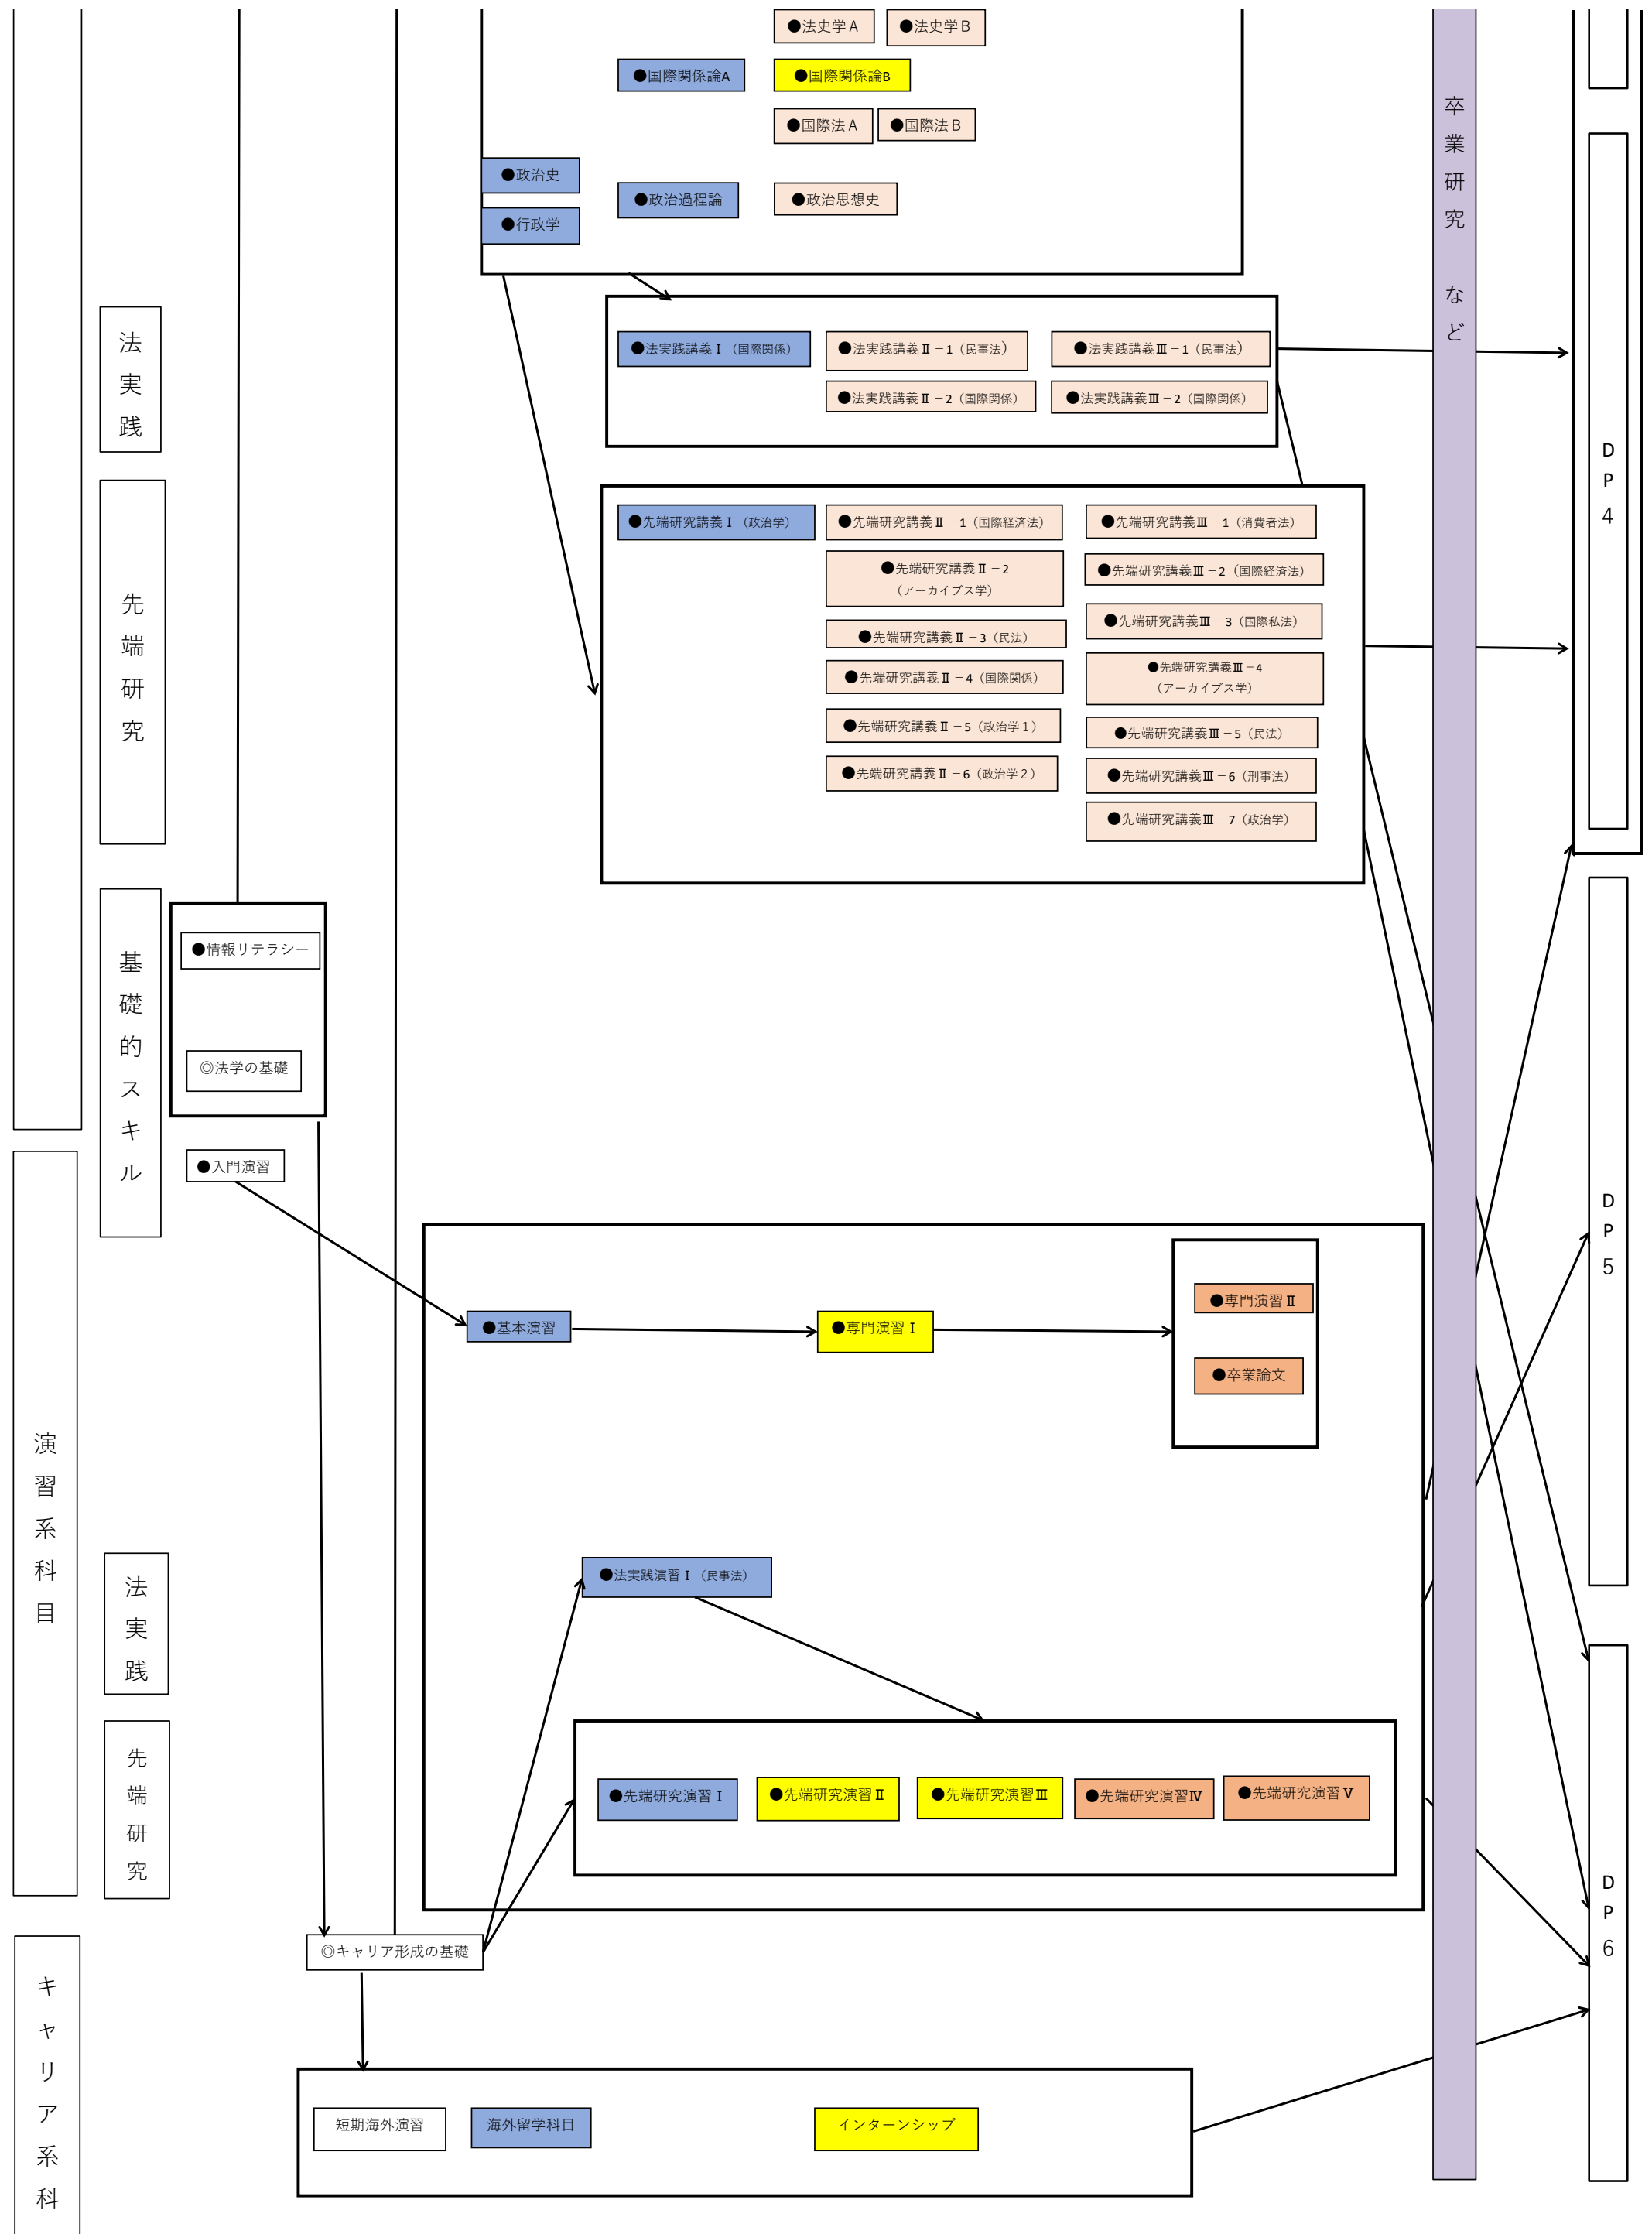 ●法史学A
●法史学B
●国際関係論A
●国際関係論B
●国際法A
●国際法B
●政治史
●政治過程論
●政治思想史
●行政学
法実践
●法実践講義Ⅰ（国際関係）
●法実践講義Ⅱ－1（民事法）
●法実践講義Ⅲ－1（民事法）
●法実践講義Ⅱ－2（国際関係）
●法実践講義Ⅲ－2（国際関係）
先端研究
●先端研究講義Ⅰ（政治学）
●先端研究講義Ⅱ－1（国際経済法）
●先端研究講義Ⅲ－1（消費者法）
●先端研究講義Ⅱ－2
（アーカイブス学）
●先端研究講義Ⅲ－2（国際経済法）
●先端研究講義Ⅱ－3（民法）
●先端研究講義Ⅲ－3（国際私法）
●先端研究講義Ⅱ－4（国際関係）
●先端研究講義Ⅲ－4
（アーカイブス学）
●先端研究講義Ⅱ－5（政治学１）
●先端研究講義Ⅲ－5（民法）
●先端研究講義Ⅱ－6（政治学２）
●先端研究講義Ⅲ－6（刑事法）
●先端研究講義Ⅲ－7（政治学）
基礎的スキル
●情報リテラシー
◎法学の基礎
●入門演習
演習系科目
●基本演習
●専門演習Ⅰ
●専門演習Ⅱ
●卒業論文
法実践
●法実践演習Ⅰ（民事法）
先端研究
●先端研究演習Ⅰ
●先端研究演習Ⅱ
●先端研究演習Ⅲ
●先端研究演習Ⅳ
●先端研究演習Ⅴ
キャリア系科
◎キャリア形成の基礎
短期海外演習
海外留学科目
インターンシップ
卒業研究　など
DP4
DP5
DP6